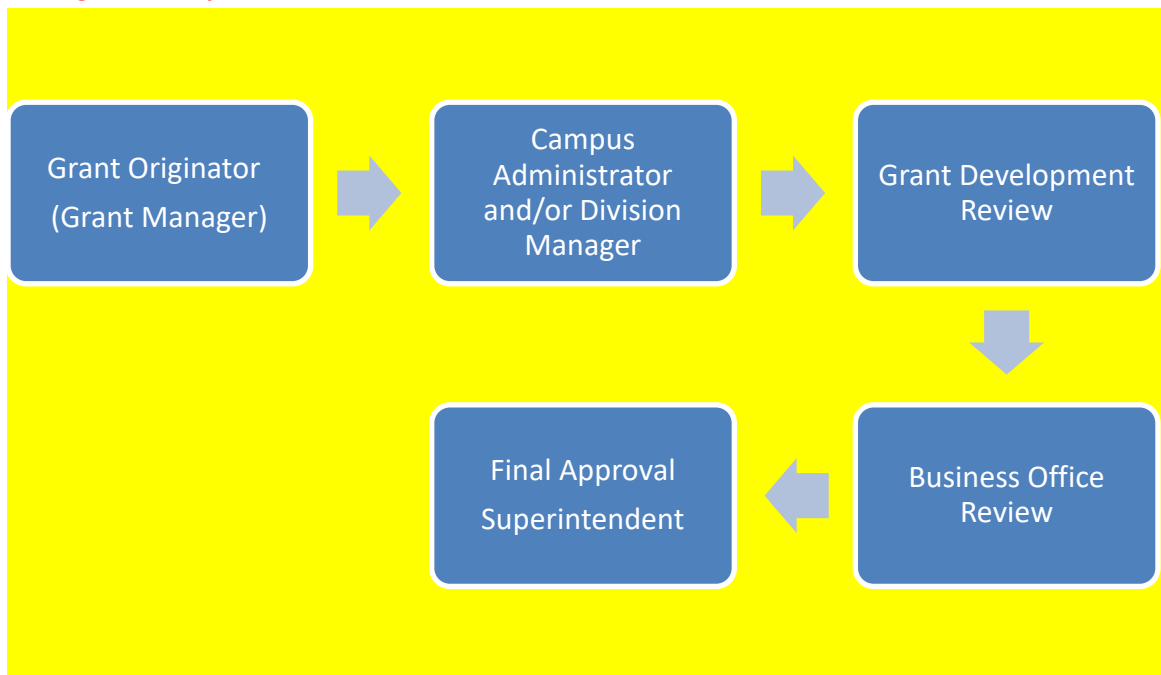 Grant Originator
(Grant Manager)
Campus
Administrator
and/or Division
Manager
Grant Development
Review
Final Approval
Superintendent
Business Office
Review